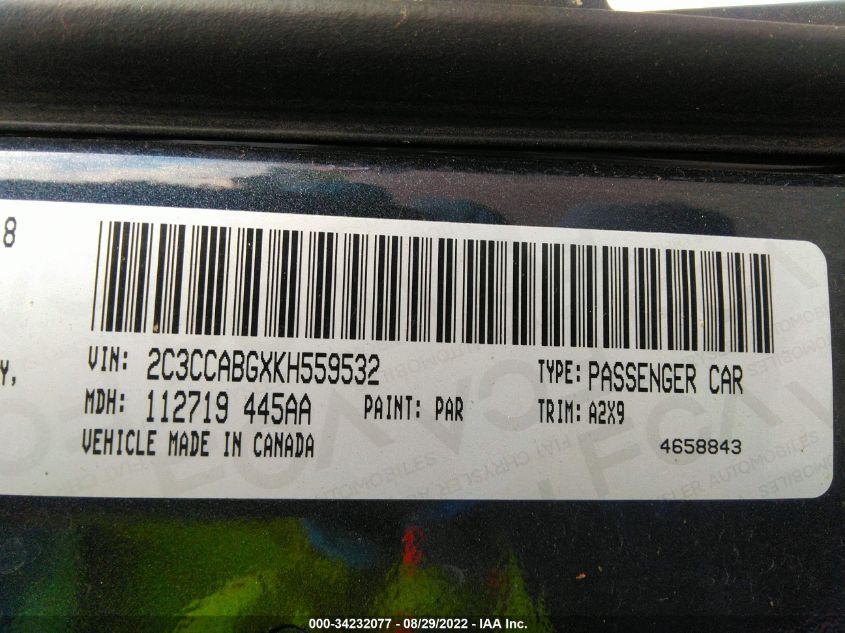 8
Y,
VIN: 2C3CCABGXKH559532 TYPE: PASSENGER CAR
MDH: 112719 445AA PAINT: PAR TRIM: A2X9
VEHICLE MADE IN CANADA 4658843
000-34232077 - 08/29/2022 - IAA Inc.